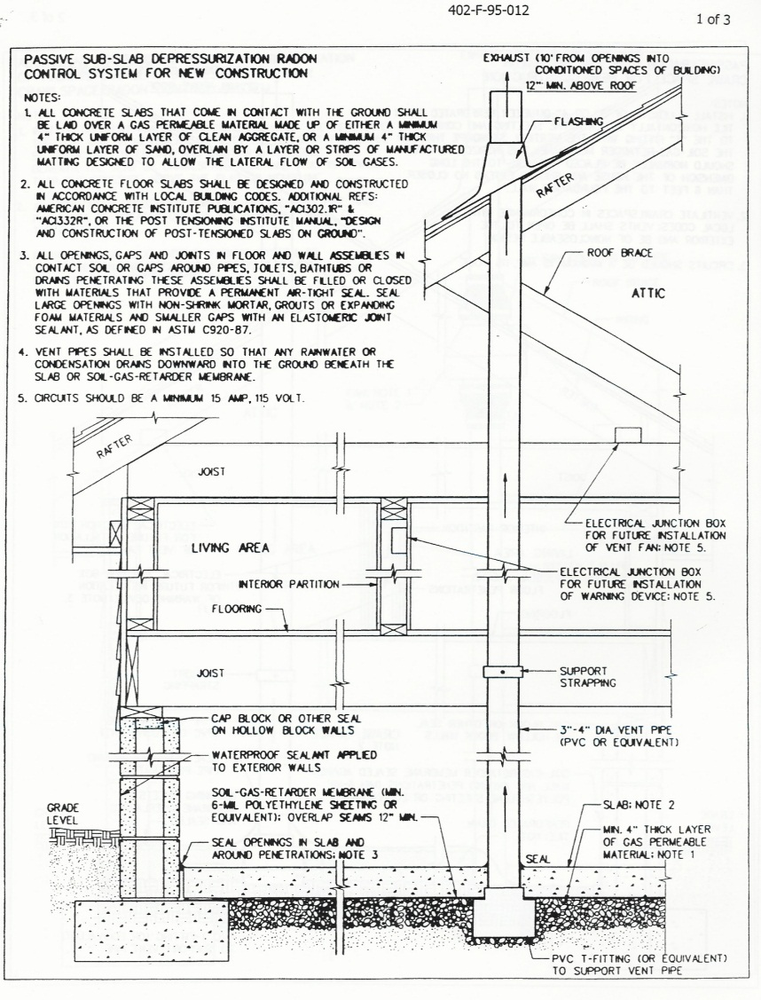 402-F-95-012
1 of 3
PASSIVE SUB-SLAB DEPRESSURIZATION RADON
CONTROL SYSTEM FOR NEW CONSTRUCTION
NOTES:
1. ALL CONCRETE SLABS THAT COME IN CONTACT WITH THE GROUND SHALL
BE LAID OVER A GAS PERMEABLE MATERIAL MADE UP OF EITHER A MINIMUM
4" THICK UNIFORM LAYER OF CLEAN AGGREGATE, OR A MINIMUM 4" THICK
UNIFORM LAYER OF SAND, OVERLAIN BY A LAYER OR STRIPS OF MANUFACTURED
MATTING DESIGNED TO ALLOW THE LATERAL FLOW OF SOIL GASES.
2. ALL CONCRETE FLOOR SLABS SHALL BE DESIGNED AND CONSTRUCTED
IN ACCORDANCE WITH LOCAL BUILDING CODES. ADDITIONAL REFS:
AMERICAN CONCRETE INSTITUTE PUBLICATIONS, "ACI302.1R" &
"ACI332R", OR THE POST TENSIONING INSTITUTE MANUAL, "DESIGN
AND CONSTRUCTION OF POST-TENSIONED SLABS ON GROUND".
3. ALL OPENINGS, GAPS AND JOINTS IN FLOOR AND WALL ASSEMBLIES IN
CONTACT SOIL OR GAPS AROUND PIPES, TOILETS, BATHTUBS OR
DRAINS PENETRATING THESE ASSEMBLIES SHALL BE FILLED OR CLOSED
WITH MATERIALS THAT PROVIDE A PERMANENT AIR-TIGHT SEAL. SEAL
LARGE OPENINGS WITH NON-SHRINK MORTAR, GROUTS OR EXPANDING
FOAM MATERIALS AND SMALLER GAPS WITH AN ELASTOMERIC JOINT
SEALANT, AS DEFINED IN ASTM C920-87.
4. VENT PIPES SHALL BE INSTALLED SO THAT ANY RAINWATER OR
CONDENSATION DRAINS DOWNWARD INTO THE GROUND BENEATH THE
SLAB OR SOIL-GAS-RETARDER MEMBRANE.
5. CIRCUITS SHOULD BE A MINIMUM 15 AMP, 115 VOLT.
EXHAUST (10' FROM OPENINGS INTO
CONDITIONED SPACES OF BUILDING)
12" MIN. ABOVE ROOF
FLASHING
RAFTER
ROOF BRACE
ATTIC
RAFTER
JOIST
ELECTRICAL JUNCTION BOX
FOR FUTURE INSTALLATION
OF VENT FAN; NOTE 5.
LIVING AREA
ELECTRICAL JUNCTION BOX
FOR FUTURE INSTALLATION
OF WARNING DEVICE; NOTE 5.
INTERIOR PARTITION
FLOORING
JOIST
SUPPORT
STRAPPING
CAP BLOCK OR OTHER SEAL
ON HOLLOW BLOCK WALLS
3"-4" DIA. VENT PIPE
(PVC OR EQUIVALENT)
WATERPROOF SEALANT APPLIED
TO EXTERIOR WALLS
SOIL-GAS-RETARDER MEMBRANE (MIN.
6-MIL POLYETHYLENE SHEETING OR
EQUIVALENT); OVERLAP SEAMS 12" MIN.
GRADE
LEVEL
SLAB; NOTE 2
MIN. 4" THICK LAYER
OF GAS PERMEABLE
MATERIAL; NOTE 1
SEAL OPENINGS IN SLAB AND
AROUND PENETRATIONS; NOTE 3
SEAL
PVC T-FITTING (OR EQUIVALENT)
TO SUPPORT VENT PIPE